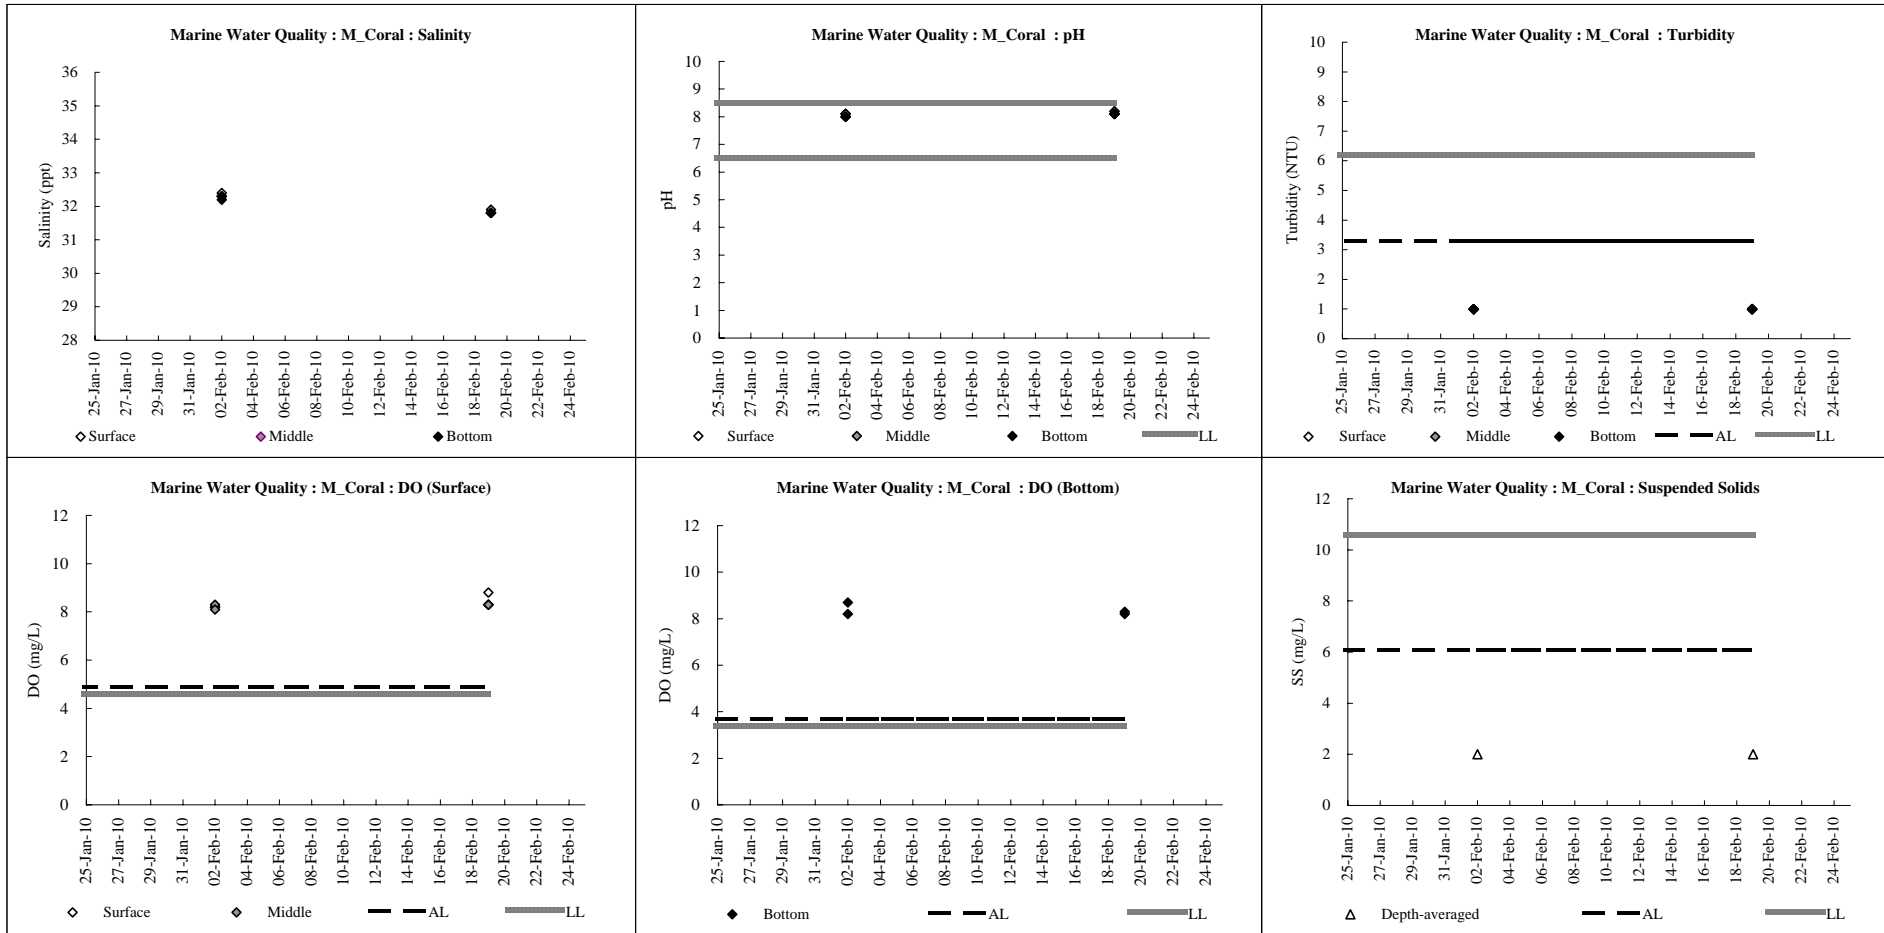 Marine Water Quality : M_Coral : Salinity
36
35
34
33
32
31
30
29
28
Salinity (ppt)
25-Jan-10
27-Jan-10
29-Jan-10
31-Jan-10
02-Feb-10
04-Feb-10
06-Feb-10
08-Feb-10
10-Feb-10
12-Feb-10
14-Feb-10
16-Feb-10
18-Feb-10
20-Feb-10
22-Feb-10
24-Feb-10
Surface Middle Bottom
Marine Water Quality : M_Coral : pH
10
9
8
7
6
5
4
3
2
1
0
pH
25-Jan-10
27-Jan-10
29-Jan-10
31-Jan-10
02-Feb-10
04-Feb-10
06-Feb-10
08-Feb-10
10-Feb-10
12-Feb-10
14-Feb-10
16-Feb-10
18-Feb-10
20-Feb-10
22-Feb-10
24-Feb-10
Surface Middle Bottom LL
Marine Water Quality : M_Coral : Turbidity
10
9
8
7
6
5
4
3
2
1
0
Turbidity (NTU)
25-Jan-10
27-Jan-10
29-Jan-10
31-Jan-10
02-Feb-10
04-Feb-10
06-Feb-10
08-Feb-10
10-Feb-10
12-Feb-10
14-Feb-10
16-Feb-10
18-Feb-10
20-Feb-10
22-Feb-10
24-Feb-10
Surface Middle Bottom AL LL
Marine Water Quality : M_Coral : DO (Surface)
12
10
8
6
4
2
0
DO (mg/L)
25-Jan-10
27-Jan-10
29-Jan-10
31-Jan-10
02-Feb-10
04-Feb-10
06-Feb-10
08-Feb-10
10-Feb-10
12-Feb-10
14-Feb-10
16-Feb-10
18-Feb-10
20-Feb-10
22-Feb-10
24-Feb-10
Surface Middle AL LL
Marine Water Quality : M_Coral : DO (Bottom)
12
10
8
6
4
2
0
DO (mg/L)
25-Jan-10
27-Jan-10
29-Jan-10
31-Jan-10
02-Feb-10
04-Feb-10
06-Feb-10
08-Feb-10
10-Feb-10
12-Feb-10
14-Feb-10
16-Feb-10
18-Feb-10
20-Feb-10
22-Feb-10
24-Feb-10
Bottom AL LL
Marine Water Quality : M_Coral : Suspended Solids
12
10
8
6
4
2
0
SS (mg/L)
25-Jan-10
27-Jan-10
29-Jan-10
31-Jan-10
02-Feb-10
04-Feb-10
06-Feb-10
08-Feb-10
10-Feb-10
12-Feb-10
14-Feb-10
16-Feb-10
18-Feb-10
20-Feb-10
22-Feb-10
24-Feb-10
Depth-averaged AL LL